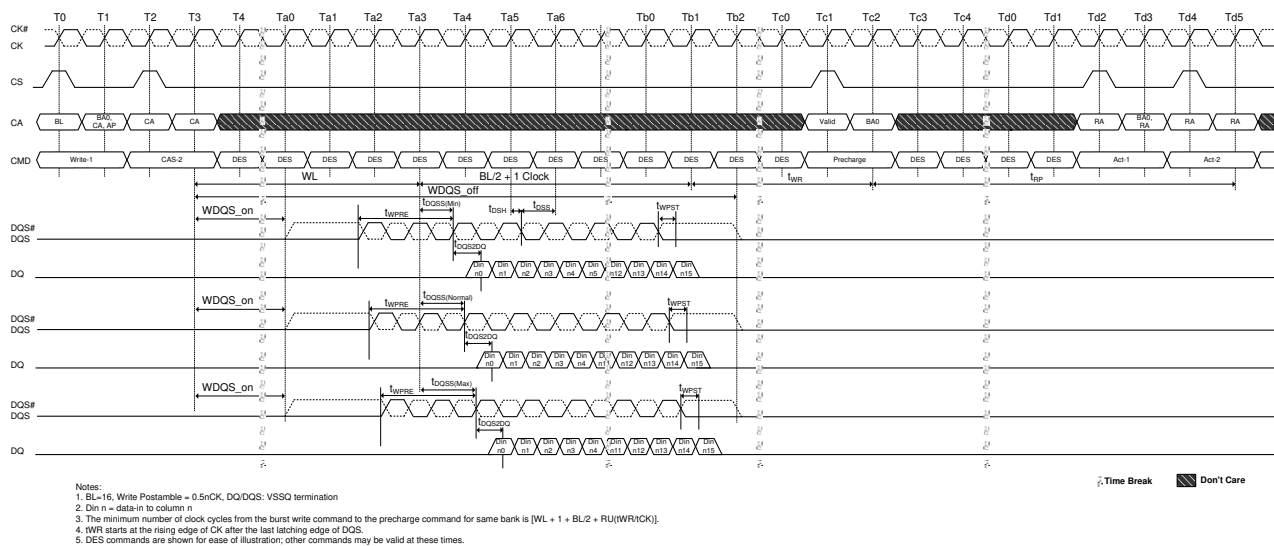 T0 T1 T2 T3 T4 Ta0 Ta1 Ta2 Ta3 Ta4 Ta5 Ta6 Tb0 Tb1 Tb2 Tc0 Tc1 Tc2 Tc3 Tc4 Td0 Td1 Td2 Td3 Td4 Td5
CK#
CK
CS
CA BL BA0, CA, AP CA CA Valid BA0 RA BA0, RA RA RA
CMD Write-1 CAS-2 DES DES DES DES DES DES DES DES DES DES DES DES DES Precharge DES DES DES DES Act-1 Act-2
WL BL/2 + 1 Clock tWR tRP
WDQS_off
WDQS_on tWPRE tDQSS(Min) tDSH tDSS tWPST
DQS#
DQS
tDQS2DQ
DQ Din n0 Din n1 Din n2 Din n3 Din n4 Din n5 Din n12 Din n13 Din n14 Din n15
WDQS_on tWPRE tDQSS(Normal) tWPST
DQS#
DQS
tDQS2DQ
DQ Din n0 Din n1 Din n2 Din n3 Din n4 Din n11 Din n12 Din n13 Din n14 Din n15
WDQS_on tWPRE tDQSS(Max) tWPST
DQS#
DQS
tDQS2DQ
DQ Din n0 Din n1 Din n2 Din n3 Din n4 Din n11 Din n12 Din n13 Din n14 Din n15
Time Break Don't Care
Notes:
1. BL=16, Write Postamble = 0.5nCK, DQ/DQS: VSSQ termination
2. Din n = data-in to column n
3. The minimum number of clock cycles from the burst write command to the precharge command for same bank is [WL + 1 + BL/2 + RU(tWR/tCK)].
4. tWR starts at the rising edge of CK after the last latching edge of DQS.
5. DES commands are shown for ease of illustration; other commands may be valid at these times.